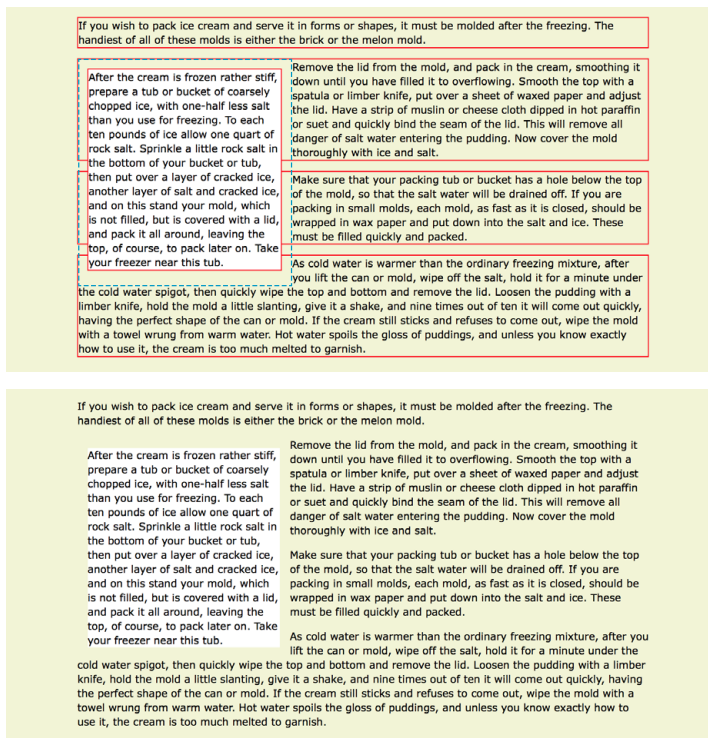 If you wish to pack ice cream and serve it in forms or shapes, it must be molded after the freezing. The
handiest of all of these molds is either the brick or the melon mold.
After the cream is frozen rather stiff,
prepare a tub or bucket of coarsely
chopped ice, with one-half less salt
than you use for freezing. To each
ten pounds of ice allow one quart of
rock salt. Sprinkle a little rock salt in
the bottom of your bucket or tub,
then put over a layer of cracked ice,
another layer of salt and cracked ice,
and on this stand your mold, which
is not filled, but is covered with a lid,
and pack it all around, leaving the
top, of course, to pack later on. Take
your freezer near this tub.
Remove the lid from the mold, and pack in the cream, smoothing it
down until you have filled it to overflowing. Smooth the top with a
spatula or limber knife, put over a sheet of waxed paper and adjust
the lid. Have a strip of muslin or cheese cloth dipped in hot paraffin
or suet and quickly bind the seam of the lid. This will remove all
danger of salt water entering the pudding. Now cover the mold
thoroughly with ice and salt.
Make sure that your packing tub or bucket has a hole below the top
of the mold, so that the salt water will be drained off. If you are
packing in small molds, each mold, as fast as it is closed, should be
wrapped in wax paper and put down into the salt and ice. These
must be filled quickly and packed.
As cold water is warmer than the ordinary freezing mixture, after
you lift the can or mold, wipe off the salt, hold it for a minute under
the cold water spigot, then quickly wipe the top and bottom and remove the lid. Loosen the pudding with a
limber knife, hold the mold a little slanting, give it a shake, and nine times out of ten it will come out quickly,
having the perfect shape of the can or mold. If the cream still sticks and refuses to come out, wipe the mold
with a towel wrung from warm water. Hot water spoils the gloss of puddings, and unless you know exactly
how to use it, the cream is too much melted to garnish.
If you wish to pack ice cream and serve it in forms or shapes, it must be molded after the freezing. The
handiest of all of these molds is either the brick or the melon mold.
After the cream is frozen rather stiff,
prepare a tub or bucket of coarsely
chopped ice, with one-half less salt
than you use for freezing. To each
ten pounds of ice allow one quart of
rock salt. Sprinkle a little rock salt in
the bottom of your bucket or tub,
then put over a layer of cracked ice,
another layer of salt and cracked ice,
and on this stand your mold, which
is not filled, but is covered with a lid,
and pack it all around, leaving the
top, of course, to pack later on. Take
your freezer near this tub.
Remove the lid from the mold, and pack in the cream, smoothing it
down until you have filled it to overflowing. Smooth the top with a
spatula or limber knife, put over a sheet of waxed paper and adjust
the lid. Have a strip of muslin or cheese cloth dipped in hot paraffin
or suet and quickly bind the seam of the lid. This will remove all
danger of salt water entering the pudding. Now cover the mold
thoroughly with ice and salt.
Make sure that your packing tub or bucket has a hole below the top
of the mold, so that the salt water will be drained off. If you are
packing in small molds, each mold, as fast as it is closed, should be
wrapped in wax paper and put down into the salt and ice. These
must be filled quickly and packed.
As cold water is warmer than the ordinary freezing mixture, after you
lift the can or mold, wipe off the salt, hold it for a minute under the
cold water spigot, then quickly wipe the top and bottom and remove the lid. Loosen the pudding with a limber
knife, hold the mold a little slanting, give it a shake, and nine times out of ten it will come out quickly, having
the perfect shape of the can or mold. If the cream still sticks and refuses to come out, wipe the mold with a
towel wrung from warm water. Hot water spoils the gloss of puddings, and unless you know exactly how to
use it, the cream is too much melted to garnish.